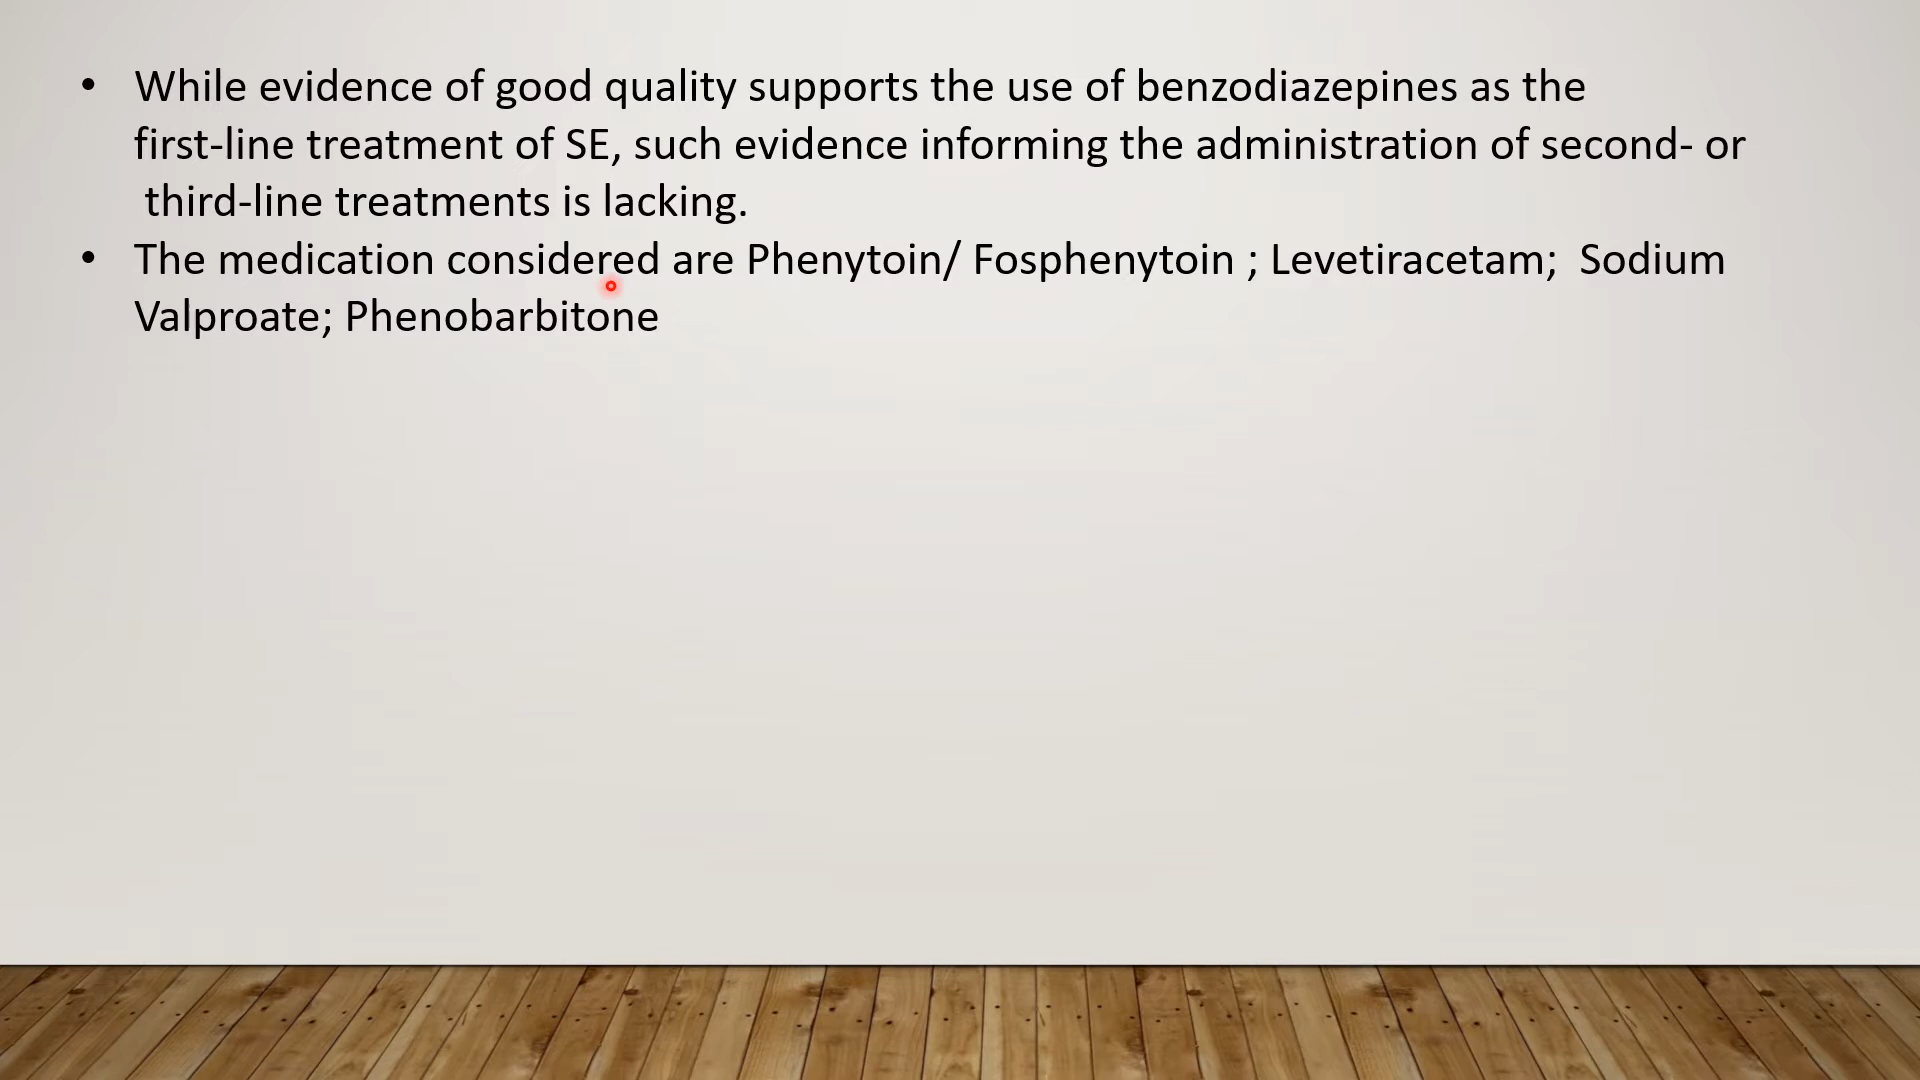 • While evidence of good quality supports the use of benzodiazepines as the
first-line treatment of SE, such evidence informing the administration of second- or
third-line treatments is lacking.
• The medication considered are Phenytoin/ Fosphenytoin ; Levetiracetam;  Sodium
Valproate; Phenobarbitone